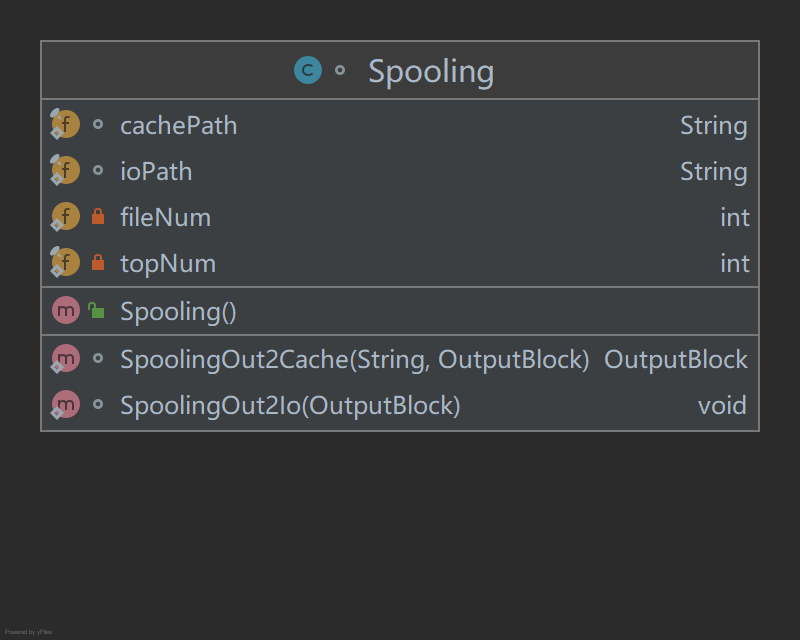 C Spooling
f cachePath String
f ioPath String
f fileNum int
f topNum int
m Spooling()
m SpoolingOut2Cache(String, OutputBlock) OutputBlock
m SpoolingOut2Io(OutputBlock) void
Powered by yFiles